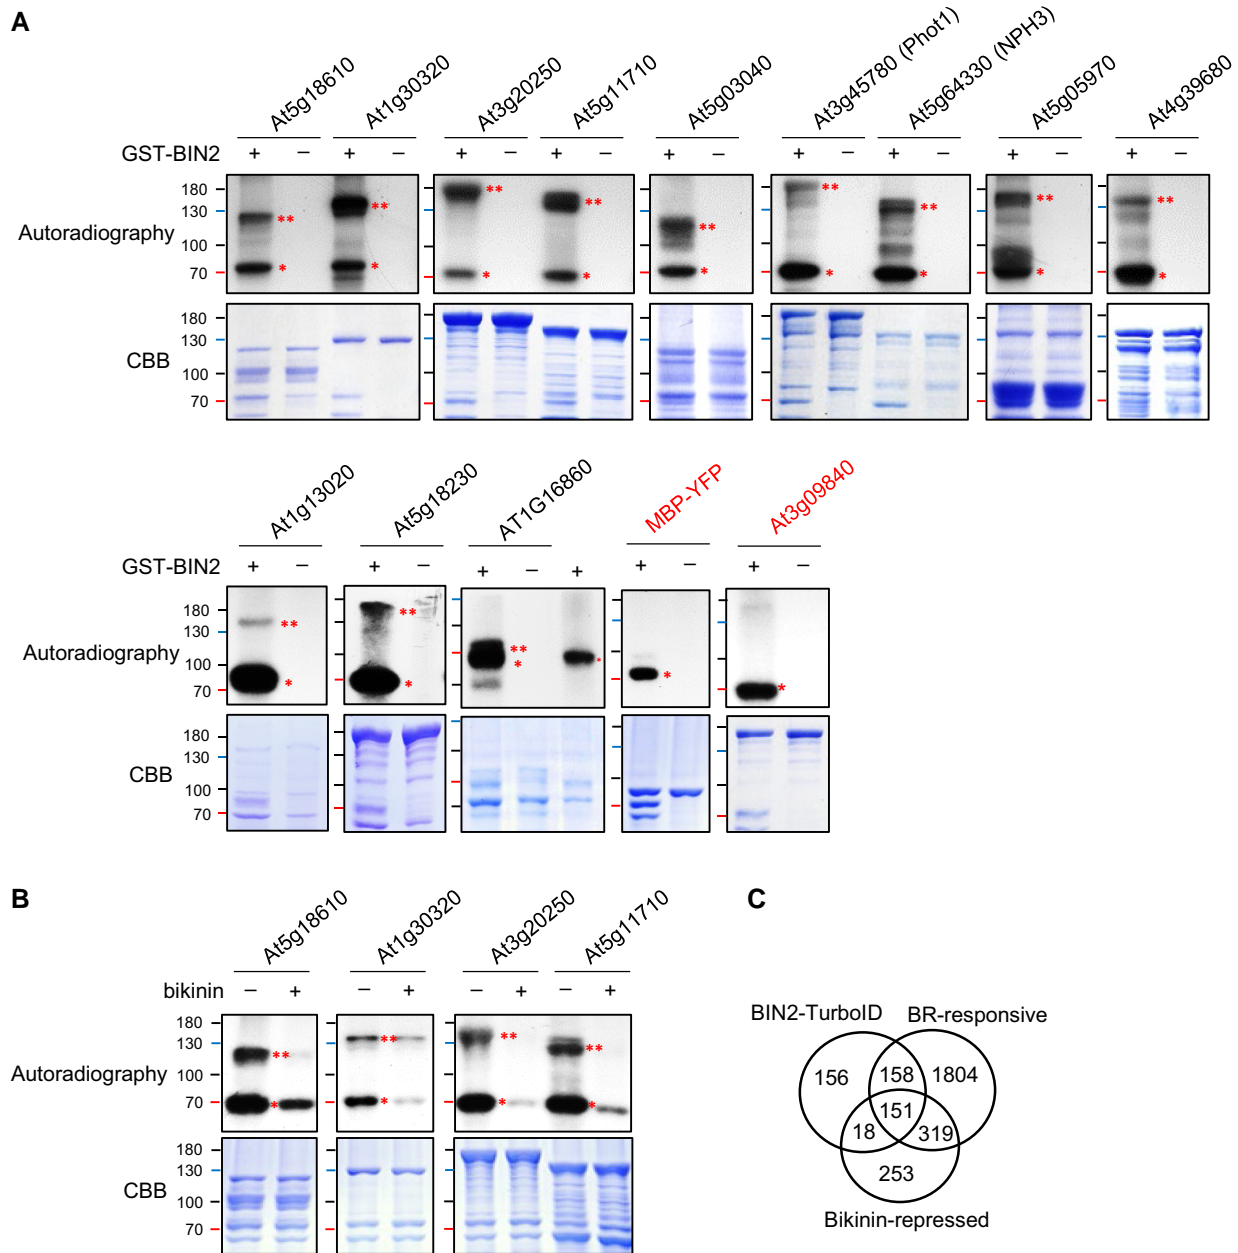 A
At5g18610 At1g30320 At3g20250 At5g11710 At5g03040 At3g45780 (Phot1) At5g64330 (NPH3) At5g05970 At4g39680
GST-BIN2 + − + − + − + − + − + − + − + − + −
Autoradiography
180
130
100
70
** * ** * ** * ** * ** * ** * ** * ** * ** *
CBB
180
130
100
70
At1g13020 At5g18230 AT1G16860 MBP-YFP At3g09840
GST-BIN2 + − + − + − + + − + −
Autoradiography
180
130
100
70
** * ** * ** * * * *
CBB
180
130
100
70
B
At5g18610 At1g30320 At3g20250 At5g11710
bikinin − + − + − + − +
Autoradiography
180
130
100
70
** * ** * ** * ** *
CBB
180
130
100
70
C
BIN2-TurboID BR-responsive
156 158 1804
151
18 319
253
Bikinin-repressed